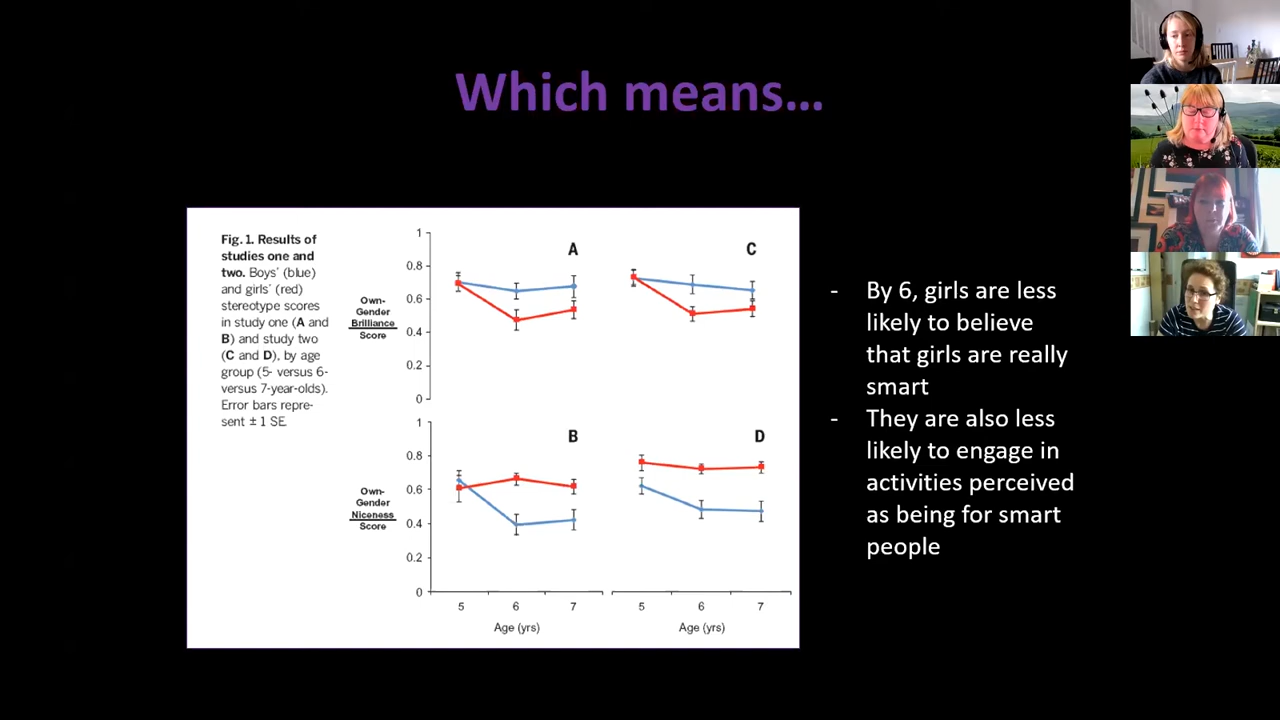 Which means...
Fig. 1. Results of
studies one and
two. Boys' (blue)
and girls' (red)
stereotype scores
in study one (A and
B) and study two
(C and D), by age
group (5- versus 6-
versus 7-year-olds).
Error bars repre-
sent ± 1 SE.
Own-
Gender
Brilliance
Score
1
0.8
0.6
0.4
0.2
0
A
C
Own-
Gender
Niceness
Score
1
0.8
0.6
0.4
0.2
0
B
D
5 6 7
Age (yrs)
5 6 7
Age (yrs)
- By 6, girls are less
likely to believe
that girls are really
smart
- They are also less
likely to engage in
activities perceived
as being for smart
people